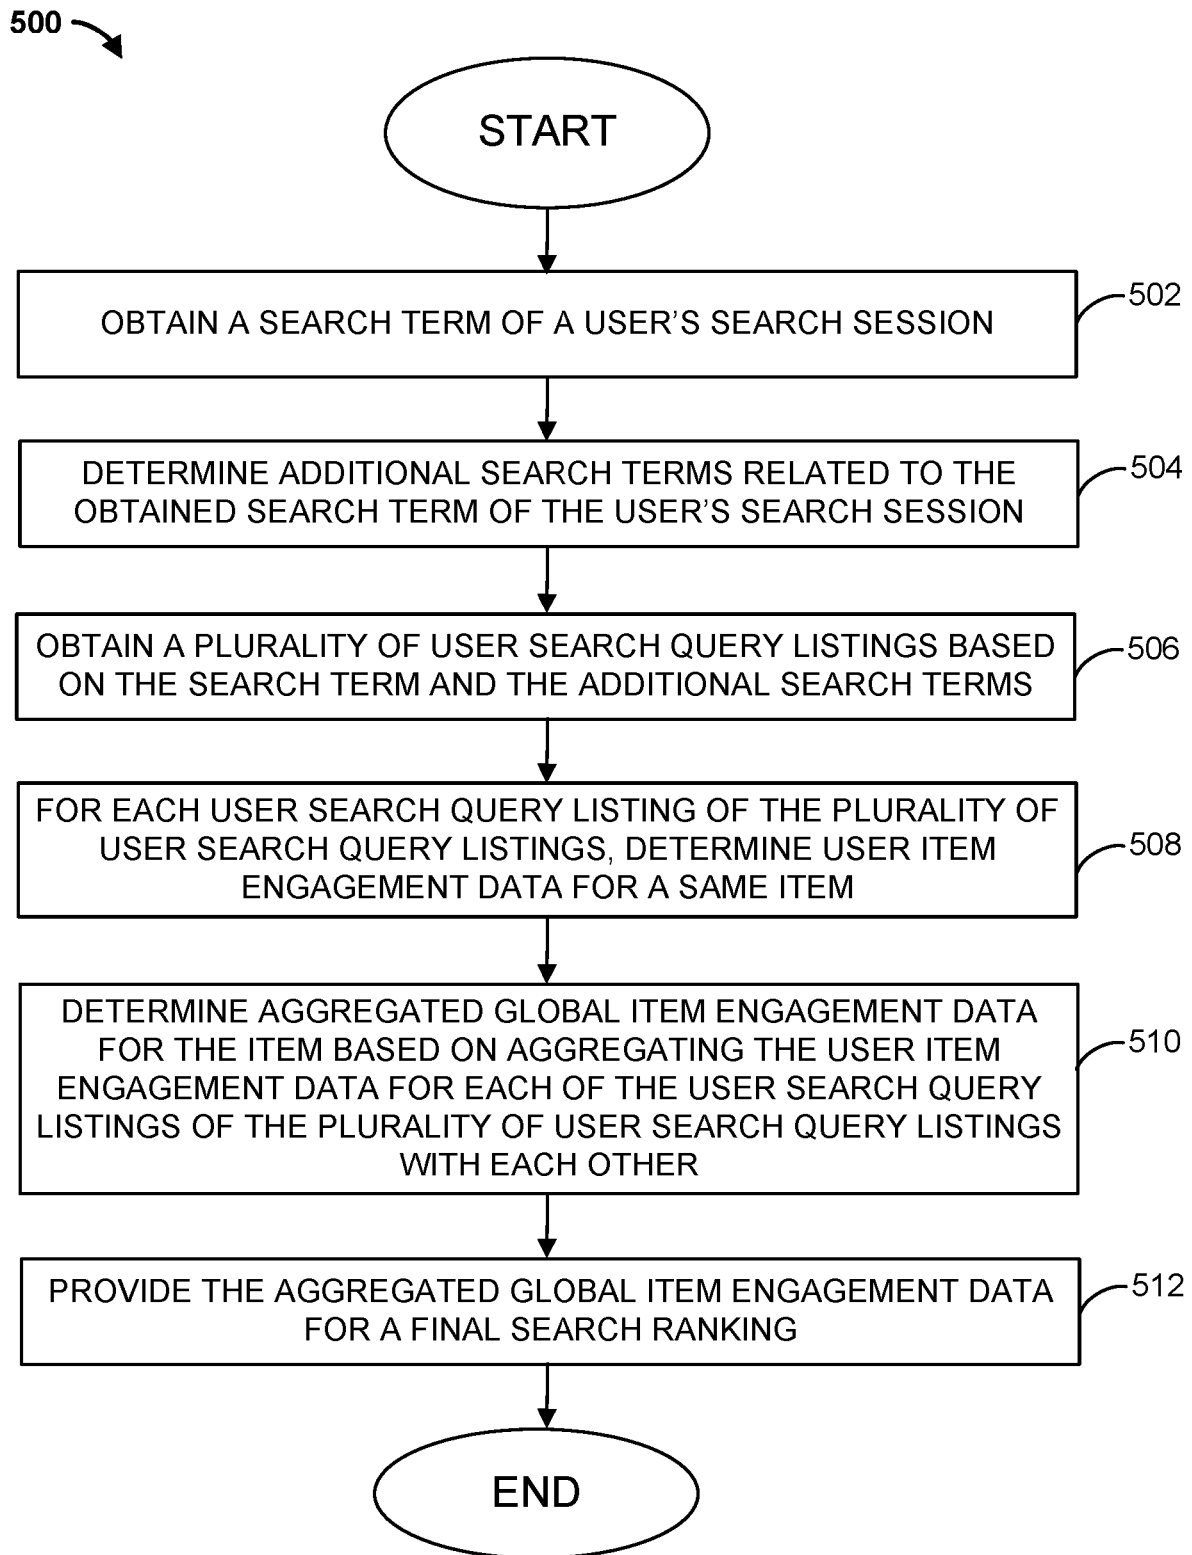 500
START
OBTAIN A SEARCH TERM OF A USER’S SEARCH SESSION
502
DETERMINE ADDITIONAL SEARCH TERMS RELATED TO THE
OBTAINED SEARCH TERM OF THE USER’S SEARCH SESSION
504
OBTAIN A PLURALITY OF USER SEARCH QUERY LISTINGS BASED
ON THE SEARCH TERM AND THE ADDITIONAL SEARCH TERMS
506
FOR EACH USER SEARCH QUERY LISTING OF THE PLURALITY OF
USER SEARCH QUERY LISTINGS, DETERMINE USER ITEM
ENGAGEMENT DATA FOR A SAME ITEM
508
DETERMINE AGGREGATED GLOBAL ITEM ENGAGEMENT DATA
FOR THE ITEM BASED ON AGGREGATING THE USER ITEM
ENGAGEMENT DATA FOR EACH OF THE USER SEARCH QUERY
LISTINGS OF THE PLURALITY OF USER SEARCH QUERY LISTINGS
WITH EACH OTHER
510
PROVIDE THE AGGREGATED GLOBAL ITEM ENGAGEMENT DATA
FOR A FINAL SEARCH RANKING
512
END